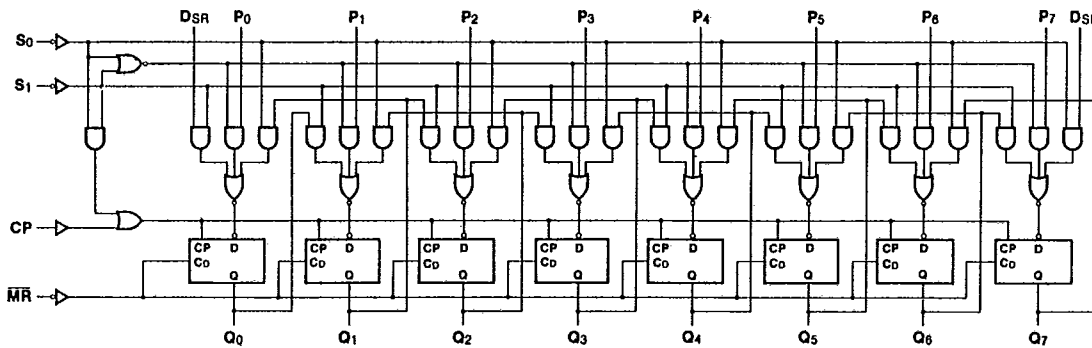 DSR P0 P1 P2 P3 P4 P5 P6 P7 DS
S0
S1
CP
CP D CP D CP D CP D CP D CP D CP D CP D
CD CD CD CD CD CD CD CD
Q Q Q Q Q Q Q Q
MR
Q0 Q1 Q2 Q3 Q4 Q5 Q6 Q7